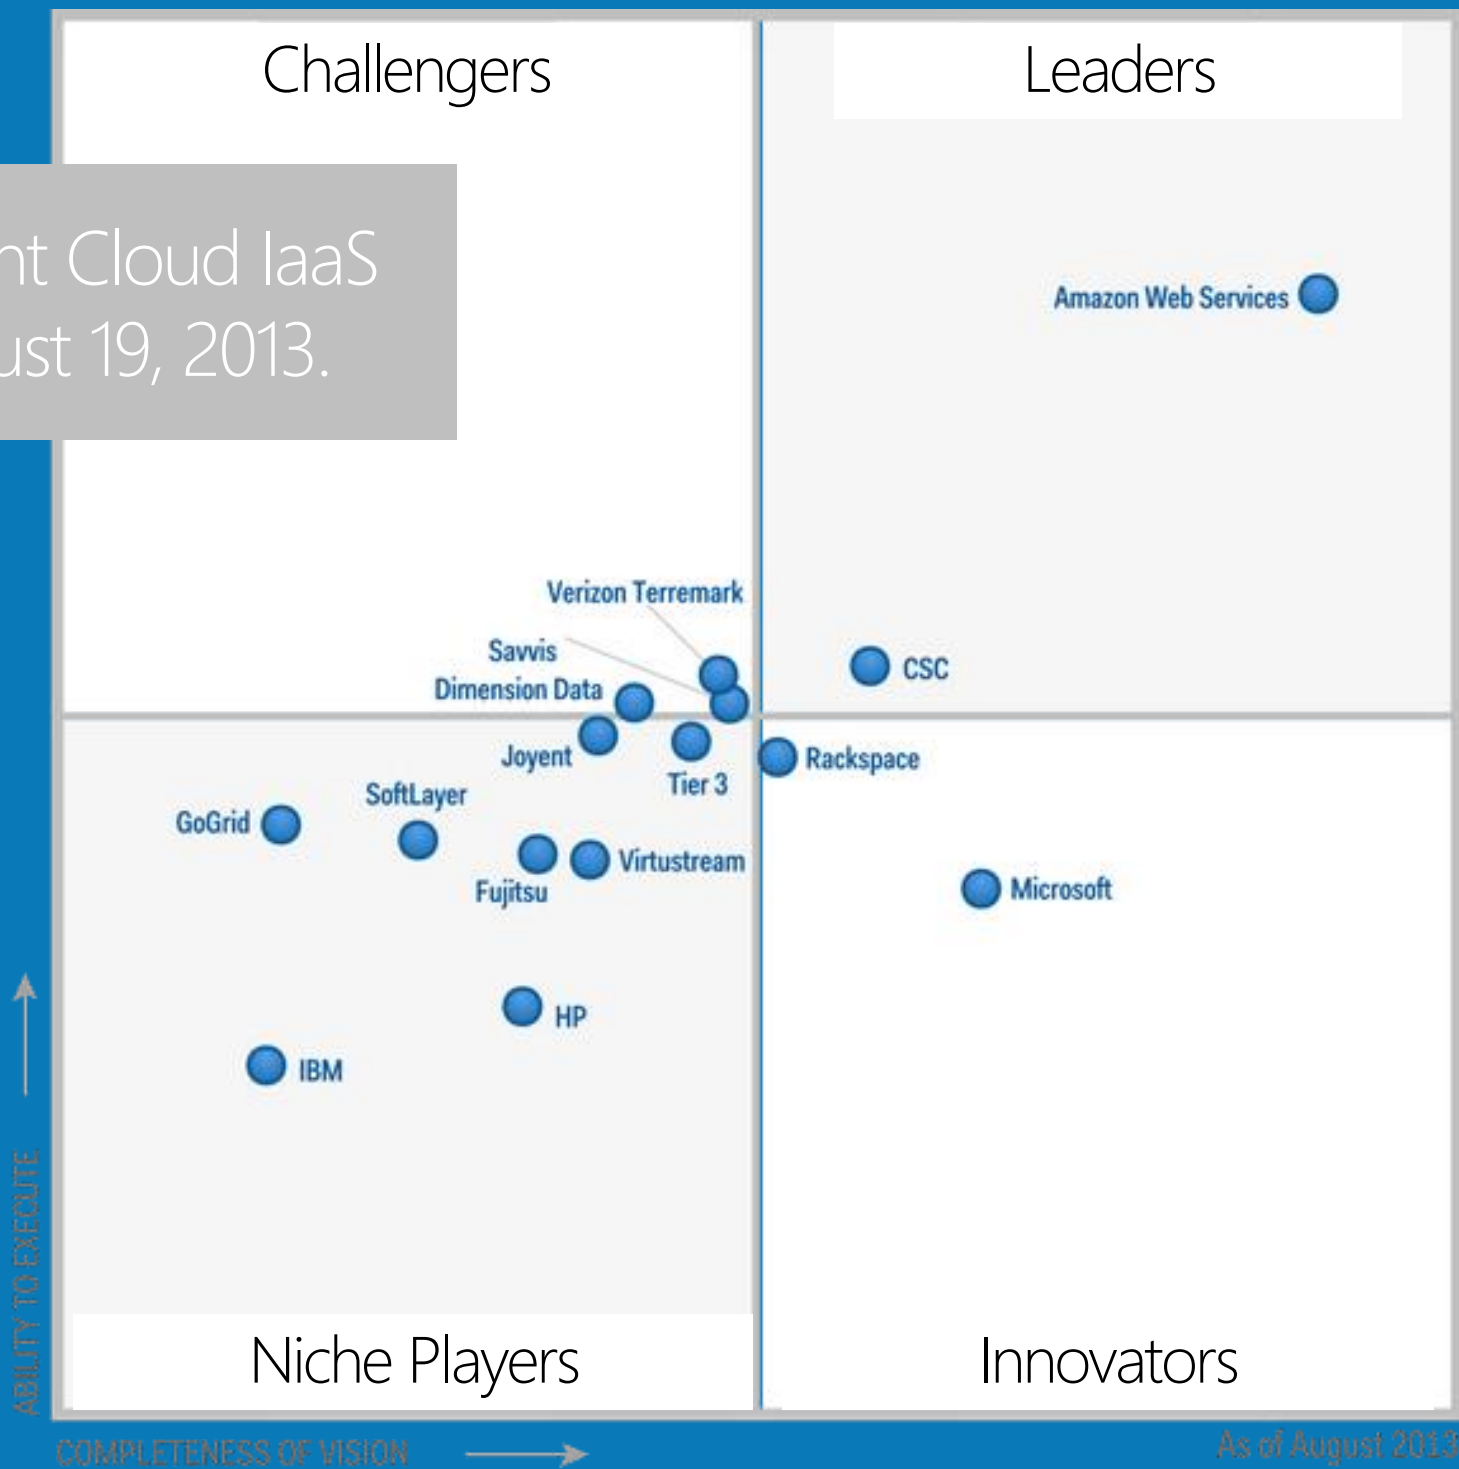 Challengers
Leaders
nt Cloud IaaS
ust 19, 2013.
Amazon Web Services
Verizon Terremark
Savvis
CSC
Dimension Data
Joyent
Rackspace
Tier 3
SoftLayer
GoGrid
Virtustream
Fujitsu
Microsoft
HP
IBM
ABILITY TO EXECUTE
Niche Players
Innovators
COMPLETENESS OF VISION
As of August 2013